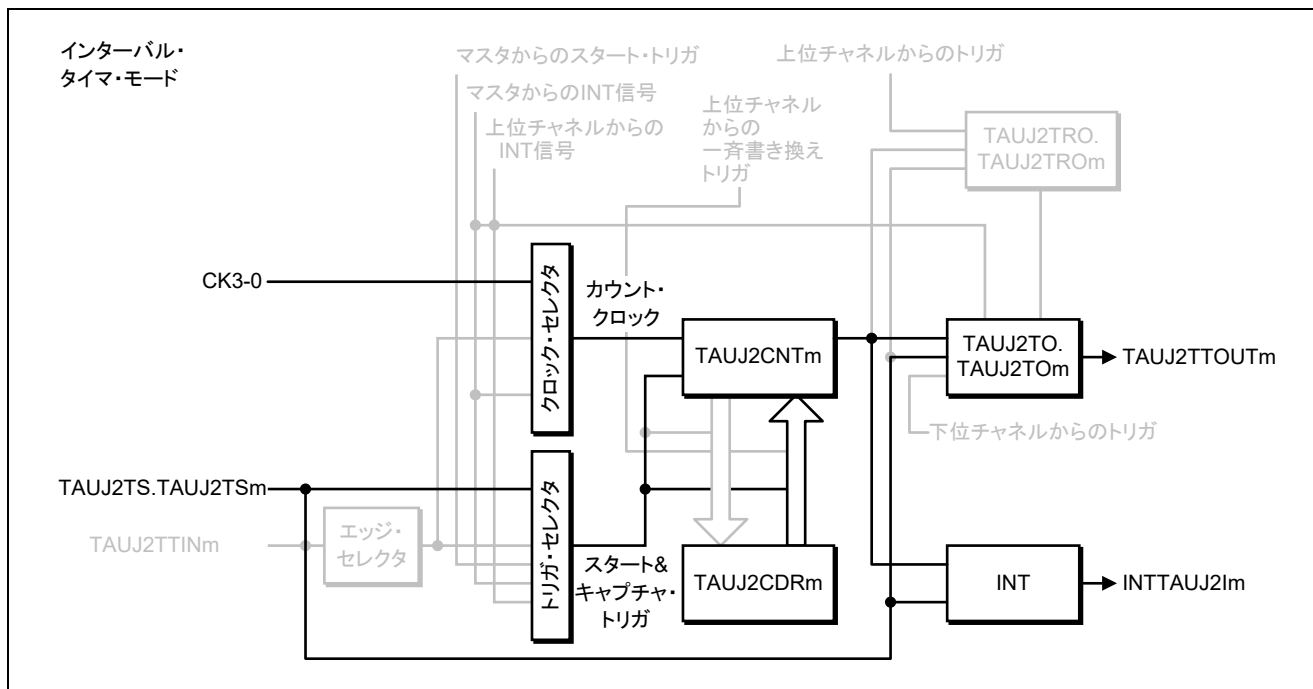 インターバル・
タイマ・モード
マスタからのスタート・トリガ
マスタからのINT信号
上位チャネルからの
INT信号
上位チャネル
からの
一斉書き換え
トリガ
上位チャネルからのトリガ
TAUJ2TRO.
TAUJ2TROm
CK3-0
クロック・セレクタ
カウント・
クロック
TAUJ2CNTm
TAUJ2TO.
TAUJ2TOm
TAUJ2TTOUTm
下位チャネルからのトリガ
TAUJ2TS.TAUJ2TSm
TAUJ2TTINm
エッジ・
セレクタ
トリガ・セレクタ
スタート&
キャプチャ・
トリガ
TAUJ2CDRm
INT
INTTAUJ2Im